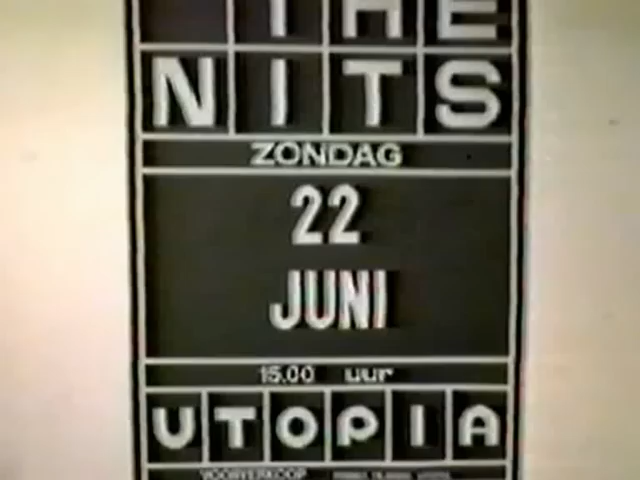 THE
NITS
ZONDAG
22
JUNI
15.00 uur
UTOPIA
VOORVERKOOP